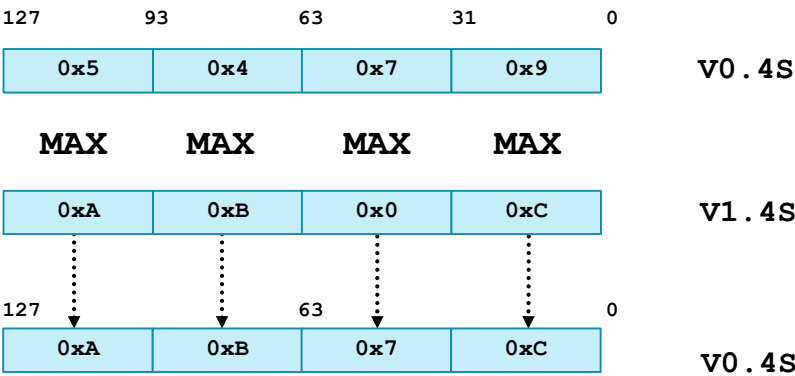 127 93 63 31 0
0x5 0x4 0x7 0x9 V0.4S
MAX MAX MAX MAX
0xA 0xB 0x0 0xC V1.4S
127 63 0
0xA 0xB 0x7 0xC V0.4S